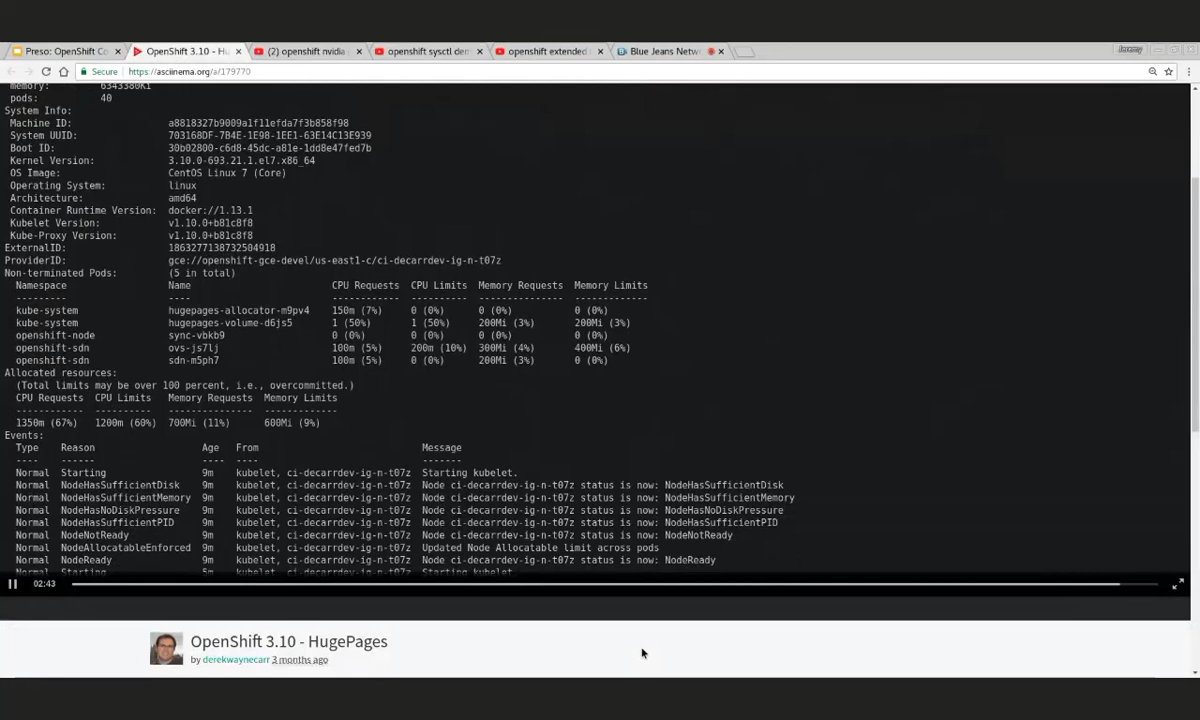 Preso: OpenShift Co
OpenShift 3.10 - Hu
(2) openshift nvidia
openshift sysctl dem
openshift extended
Blue Jeans Netw
Jeremy
Secure https://asciinema.org/a/179770
memory: 6343380Ki
pods: 40
System Info:
Machine ID: a8818327b9009a1f11efda7f3b858f98
System UUID: 703168DF-7B4E-1E98-1EE1-63E14C13E939
Boot ID: 30b02800-c6d8-45dc-a81e-1dd8e47fed7b
Kernel Version: 3.10.0-693.21.1.el7.x86_64
OS Image: CentOS Linux 7 (Core)
Operating System: linux
Architecture: amd64
Container Runtime Version: docker://1.13.1
Kubelet Version: v1.10.0+b81c8f8
Kube-Proxy Version: v1.10.0+b81c8f8
ExternalID: 1863277138732504918
ProviderID: gce://openshift-gce-devel/us-east1-c/ci-decarrdev-ig-n-t07z
Non-terminated Pods: (5 in total)
Namespace Name CPU Requests CPU Limits Memory Requests Memory Limits
--------- ---- ------------ ---------- --------------- -------------
kube-system hugepages-allocator-m9pv4 150m (7%) 0 (0%) 0 (0%) 0 (0%)
kube-system hugepages-volume-d6js5 1 (50%) 1 (50%) 200Mi (3%) 200Mi (3%)
openshift-node sync-vbkb9 0 (0%) 0 (0%) 0 (0%) 0 (0%)
openshift-sdn ovs-js7lj 100m (5%) 200m (10%) 300Mi (4%) 400Mi (6%)
openshift-sdn sdn-m5ph7 100m (5%) 0 (0%) 200Mi (3%) 0 (0%)
Allocated resources:
(Total limits may be over 100 percent, i.e., overcommitted.)
CPU Requests CPU Limits Memory Requests Memory Limits
------------ ---------- --------------- -------------
1350m (67%) 1200m (60%) 700Mi (11%) 600Mi (9%)
Events:
Type Reason Age From Message
---- ------ ---- ---- -------
Normal Starting 9m kubelet, ci-decarrdev-ig-n-t07z Starting kubelet.
Normal NodeHasSufficientDisk 9m kubelet, ci-decarrdev-ig-n-t07z Node ci-decarrdev-ig-n-t07z status is now: NodeHasSufficientDisk
Normal NodeHasSufficientMemory 9m kubelet, ci-decarrdev-ig-n-t07z Node ci-decarrdev-ig-n-t07z status is now: NodeHasSufficientMemory
Normal NodeHasNoDiskPressure 9m kubelet, ci-decarrdev-ig-n-t07z Node ci-decarrdev-ig-n-t07z status is now: NodeHasNoDiskPressure
Normal NodeHasSufficientPID 9m kubelet, ci-decarrdev-ig-n-t07z Node ci-decarrdev-ig-n-t07z status is now: NodeHasSufficientPID
Normal NodeNotReady 9m kubelet, ci-decarrdev-ig-n-t07z Node ci-decarrdev-ig-n-t07z status is now: NodeNotReady
Normal NodeAllocatableEnforced 9m kubelet, ci-decarrdev-ig-n-t07z Updated Node Allocatable limit across pods
Normal NodeReady 9m kubelet, ci-decarrdev-ig-n-t07z Node ci-decarrdev-ig-n-t07z status is now: NodeReady
Normal Starting 5m kubelet, ci-decarrdev-ig-n-t07z Starting kubelet
02:43
OpenShift 3.10 - HugePages
by derekwaynecarr 3 months ago